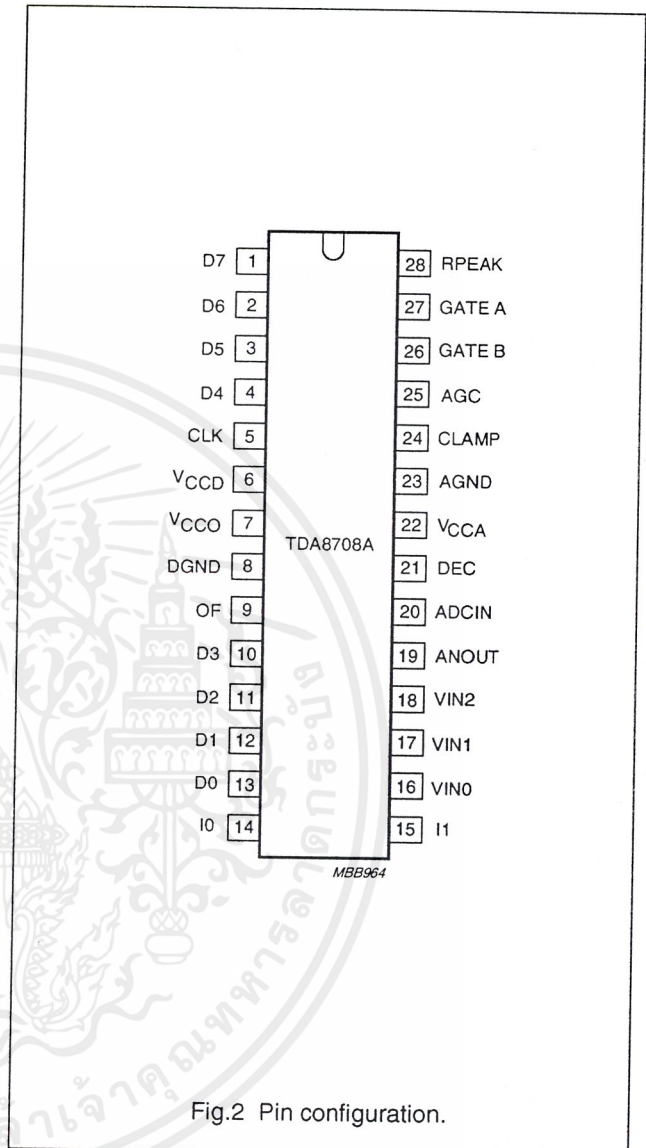 D7 1 28 RPEAK
D6 2 27 GATE A
D5 3 26 GATE B
D4 4 25 AGC
CLK 5 24 CLAMP
VCCD 6 23 AGND
VCCO 7 22 VCCA
TDA8708A
DGND 8 21 DEC
OF 9 20 ADCIN
D3 10 19 ANOUT
D2 11 18 VIN2
D1 12 17 VIN1
D0 13 16 VIN0
I0 14 15 I1
MBB964
Fig.2 Pin configuration.